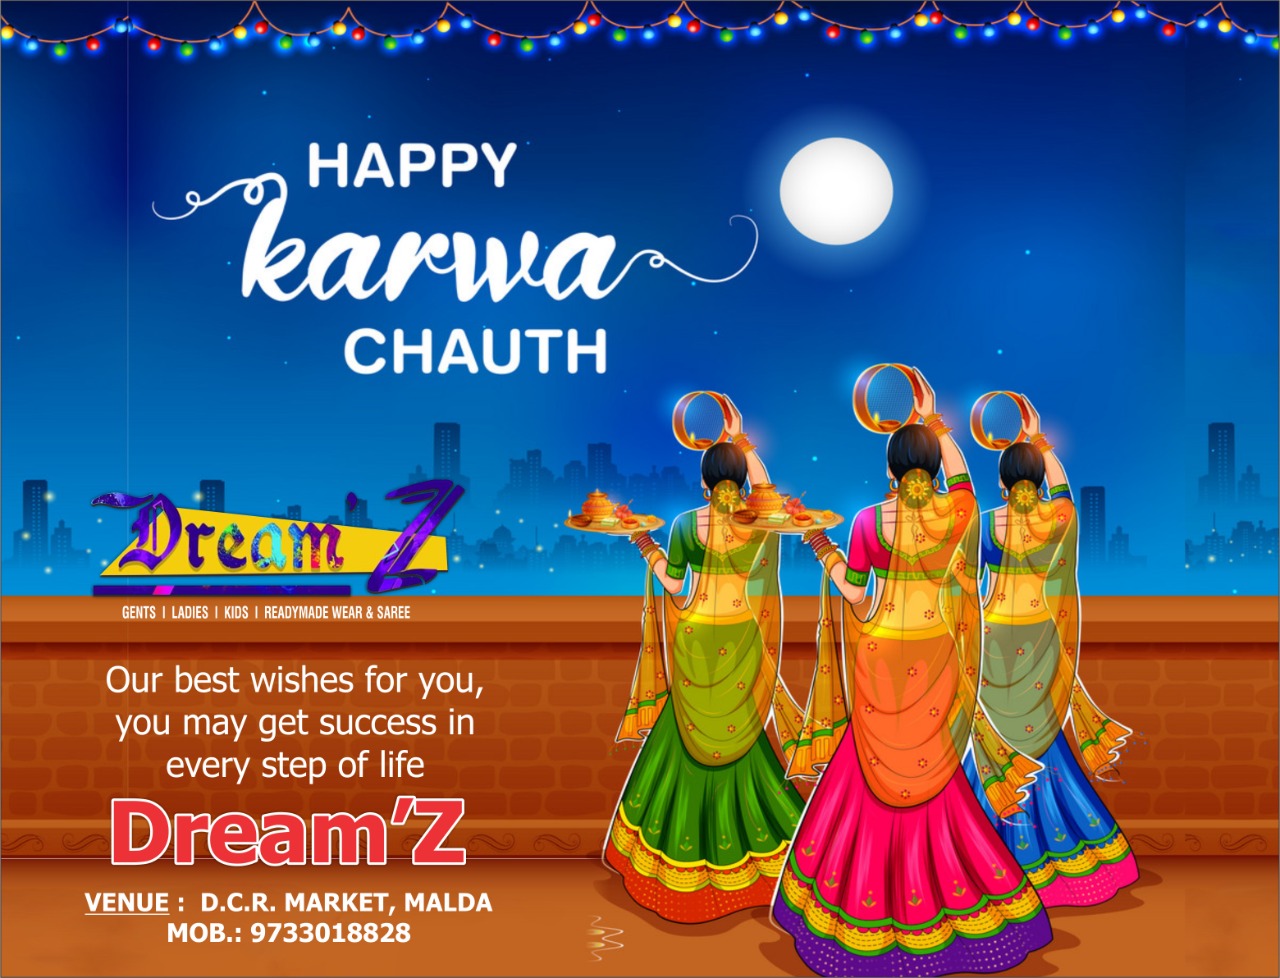 HAPPY
karwa
CHAUTH
Dream'Z
GENTS I LADIES I KIDS I READYMADE WEAR & SAREE
Our best wishes for you,
you may get success in
every step of life
Dream'Z
VENUE : D.C.R. MARKET, MALDA
MOB.: 9733018828